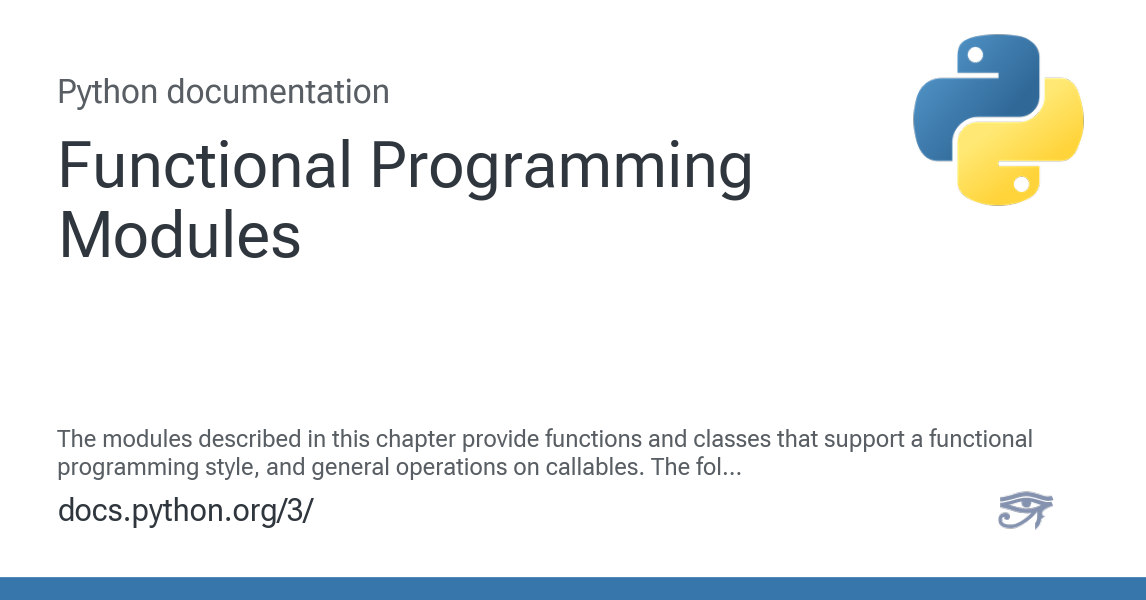 Python documentation
Functional Programming
Modules
The modules described in this chapter provide functions and classes that support a functional
programming style, and general operations on callables. The fol...
docs.python.org/3/